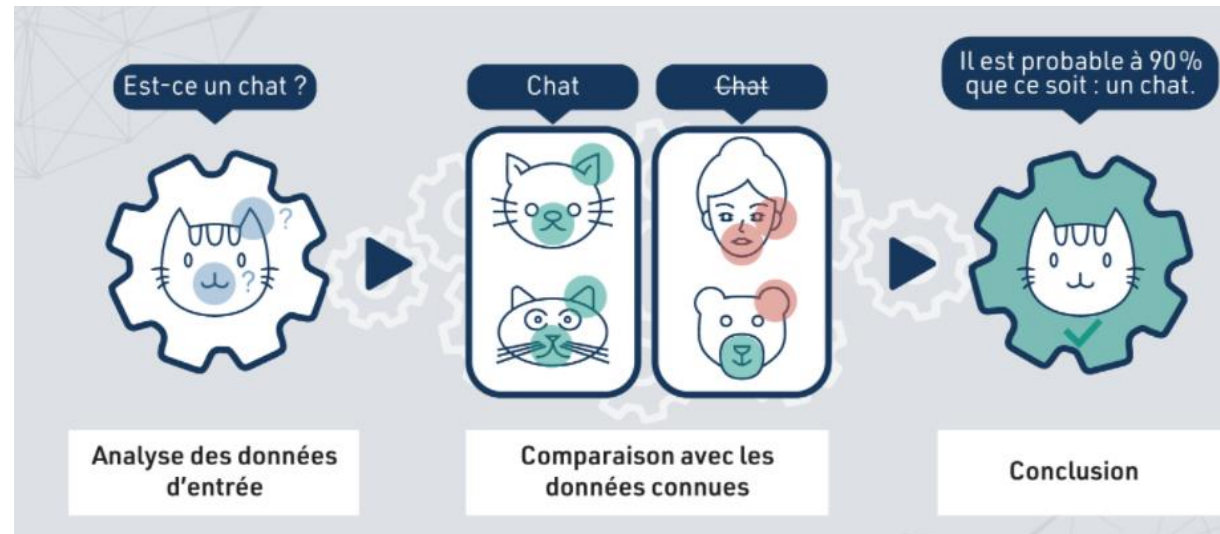 Est-ce un chat ?
Chat
Chat
Il est probable à 90%
que ce soit : un chat.
?
?
Analyse des données
d'entrée
Comparaison avec les
données connues
Conclusion